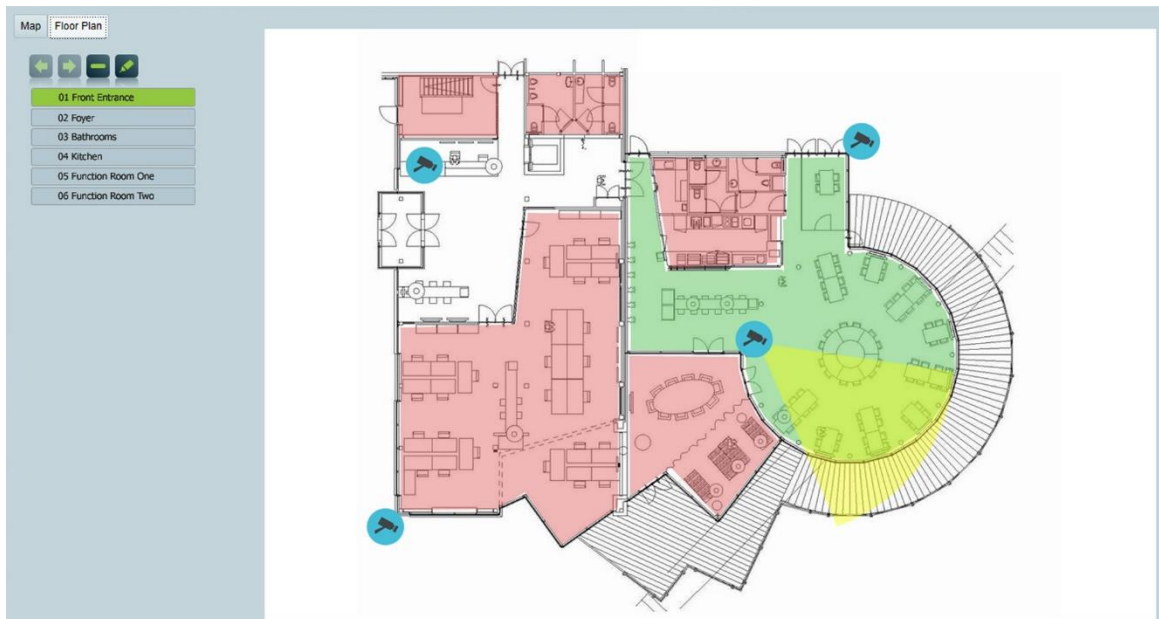 Map Floor Plan
01 Front Entrance
02 Foyer
03 Bathrooms
04 Kitchen
05 Function Room One
06 Function Room Two